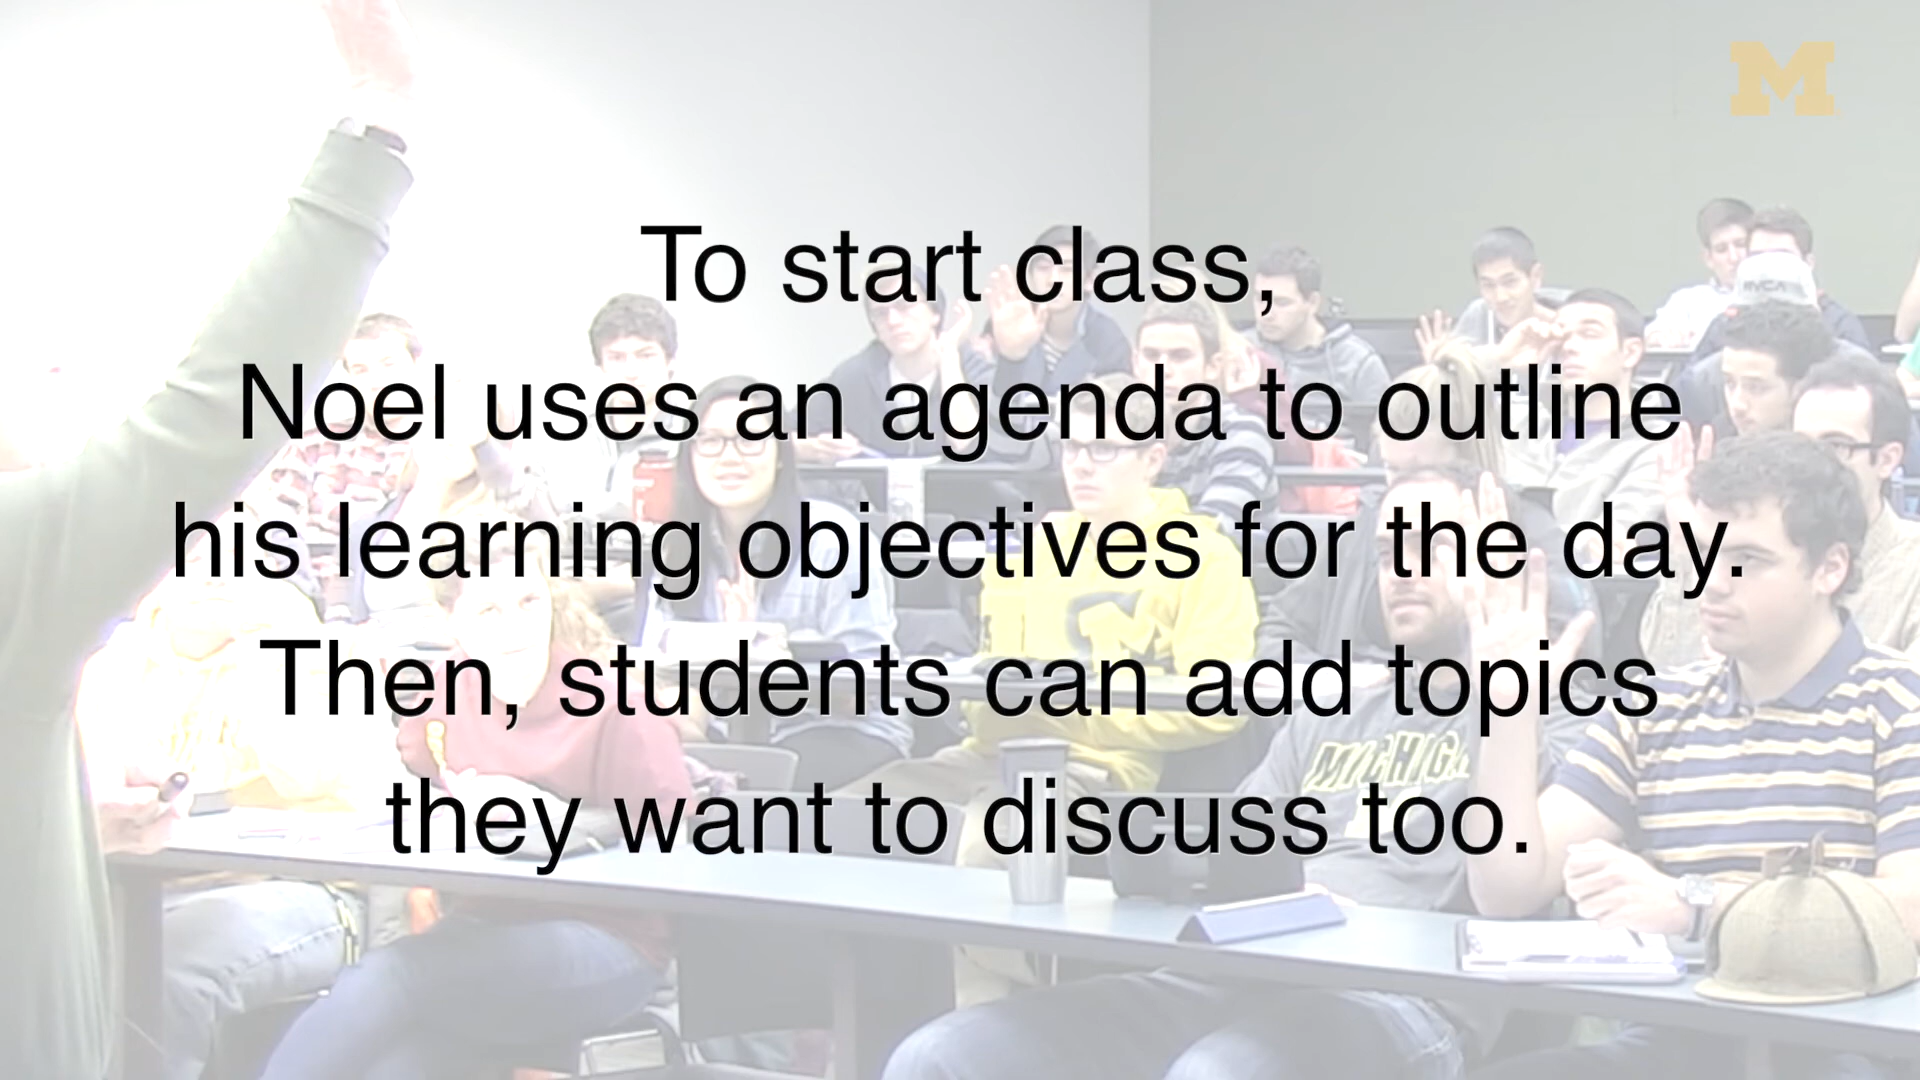 M
To start class,
RVCA
Noel uses an agenda to outline
his learning objectives for the day.
Then, students can add topics
they want to discuss too.